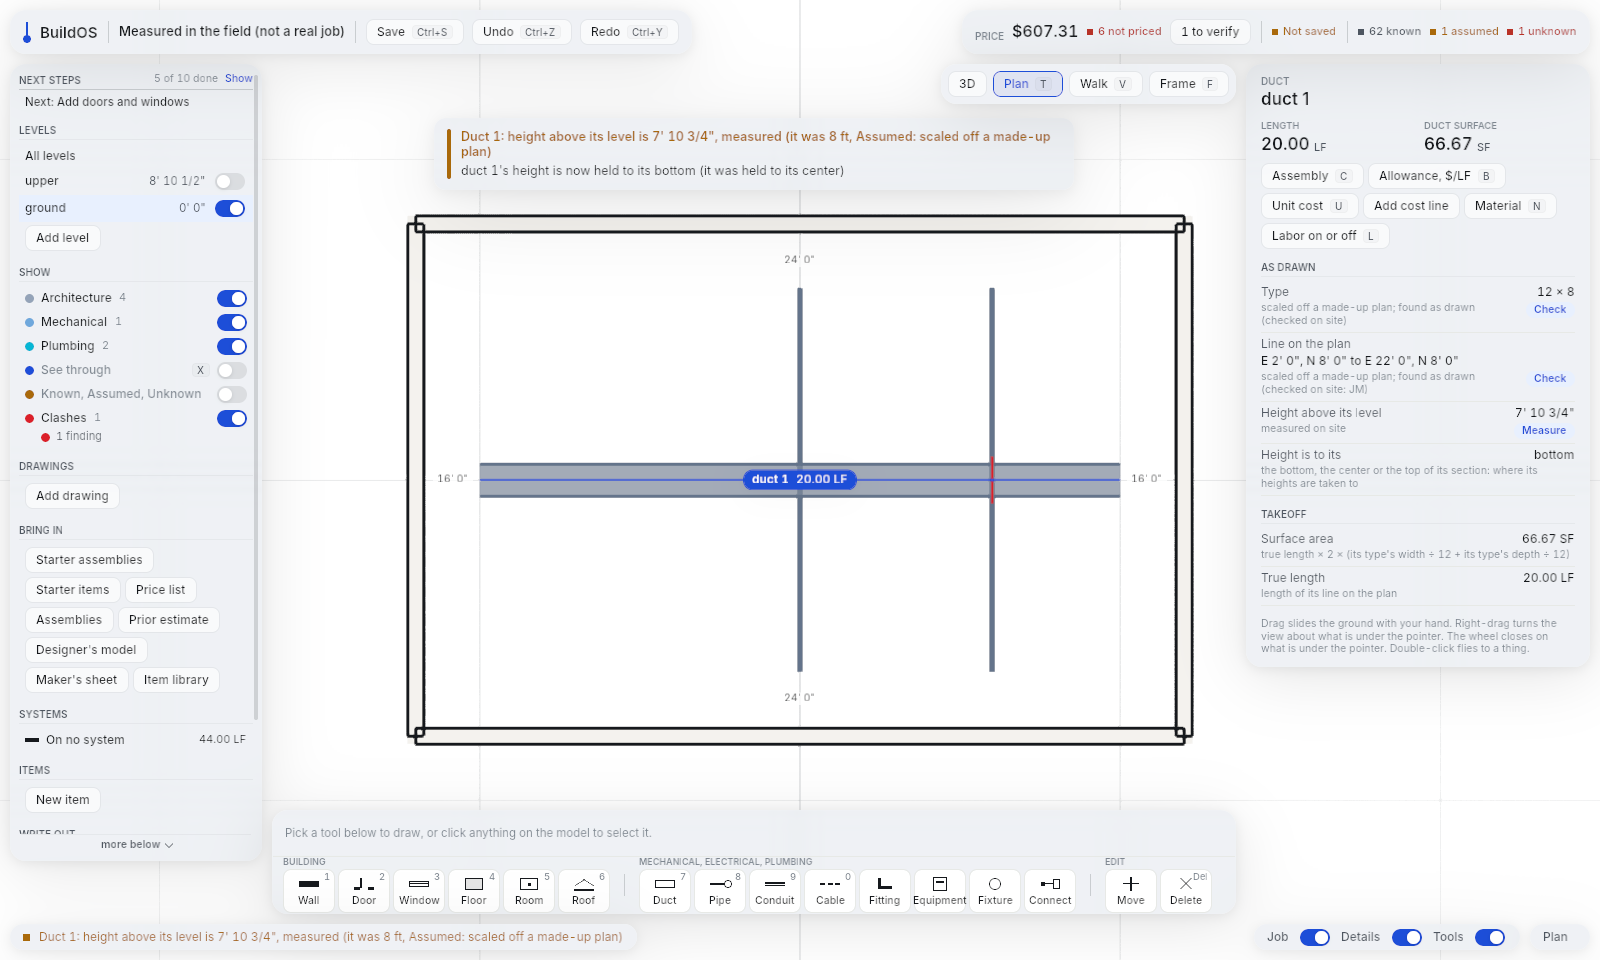 BuildOS
Measured in the field (not a real job)
Save Ctrl+S
Undo Ctrl+Z
Redo Ctrl+Y
PRICE $607.31
6 not priced
1 to verify
Not saved
62 known
1 assumed
1 unknown
NEXT STEPS
5 of 10 done Show
Next: Add doors and windows
LEVELS
All levels
upper 8' 10 1/2"
ground 0' 0"
Add level
SHOW
Architecture 4
Mechanical 1
Plumbing 2
See through X
Known, Assumed, Unknown
Clashes 1
1 finding
DRAWINGS
Add drawing
BRING IN
Starter assemblies
Starter items Price list
Assemblies Prior estimate
Designer's model
Maker's sheet Item library
SYSTEMS
On no system 44.00 LF
ITEMS
New item
WRITE OUT
more below
3D
Plan T
Walk V
Frame F
Duct 1: height above its level is 7' 10 3/4", measured (it was 8 ft, Assumed: scaled off a made-up
plan)
duct 1's height is now held to its bottom (it was held to its center)
24' 0"
16' 0"
duct 1 20.00 LF
16' 0"
24' 0"
DUCT
duct 1
LENGTH DUCT SURFACE
20.00 LF 66.67 SF
Assembly C Allowance, $/LF B
Unit cost U Add cost line Material N
Labor on or off L
AS DRAWN
Type 12 × 8
scaled off a made-up plan; found as drawn
(checked on site)
Check
Line on the plan
E 2' 0", N 8' 0" to E 22' 0", N 8' 0"
scaled off a made-up plan; found as drawn
(checked on site: JM)
Check
Height above its level 7' 10 3/4"
measured on site Measure
Height is to its bottom
the bottom, the center or the top of its section: where its
heights are taken to
TAKEOFF
Surface area 66.67 SF
true length × 2 × (its type's width ÷ 12 + its type's depth ÷ 12)
True length 20.00 LF
length of its line on the plan
Drag slides the ground with your hand. Right-drag turns the
view about what is under the pointer. The wheel closes on
what is under the pointer. Double-click flies to a thing.
Pick a tool below to draw, or click anything on the model to select it.
BUILDING
Wall 1
Door 2
Window 3
Floor 4
Room 5
Roof 6
MECHANICAL, ELECTRICAL, PLUMBING
Duct 7
Pipe 8
Conduit 9
Cable 0
Fitting
Equipment
Fixture
Connect
EDIT
Move
Delete Del
Duct 1: height above its level is 7' 10 3/4", measured (it was 8 ft, Assumed: scaled off a made-up plan)
Job
Details
Tools
Plan